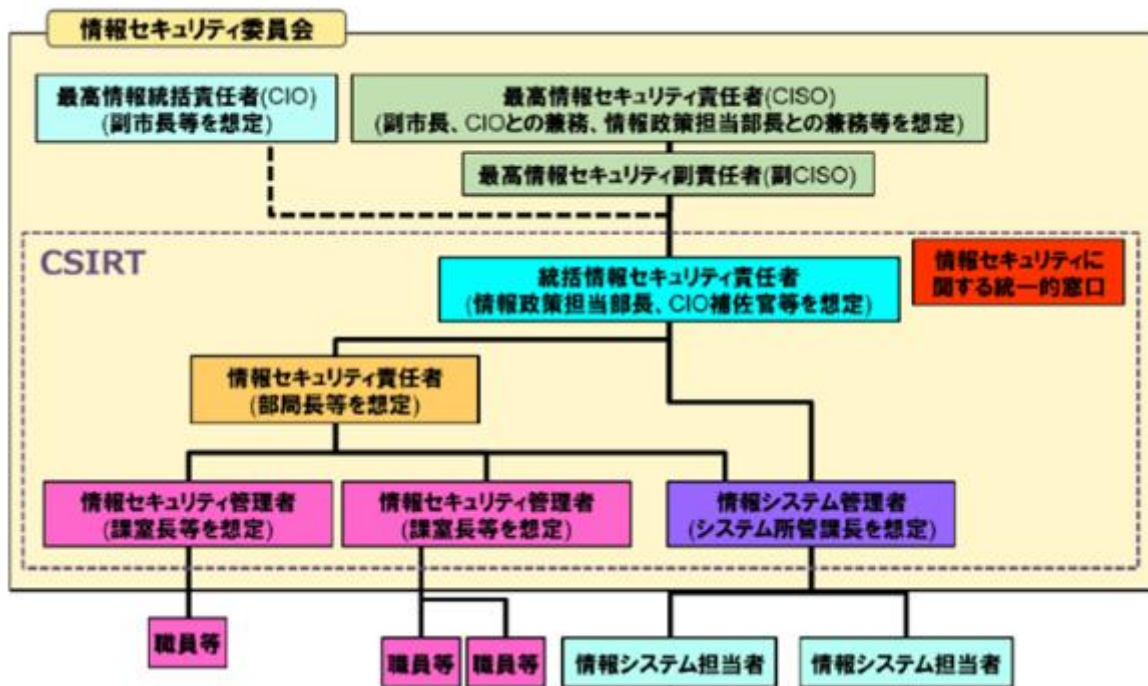 情報セキュリティ委員会
最高情報統括責任者(CIO)
(副市長等を想定)
最高情報セキュリティ責任者(CISO)
(副市長、CIOとの兼務、情報政策担当部長との兼務等を想定)
最高情報セキュリティ副責任者(副CISO)
CSIRT
統括情報セキュリティ責任者
(情報政策担当部長、CIO補佐官等を想定)
情報セキュリティに
関する統一的窓口
情報セキュリティ責任者
(部局長等を想定)
情報セキュリティ管理者
(課室長等を想定)
情報セキュリティ管理者
(課室長等を想定)
情報システム管理者
(システム所管課長を想定)
職員等
職員等
職員等
情報システム担当者
情報システム担当者